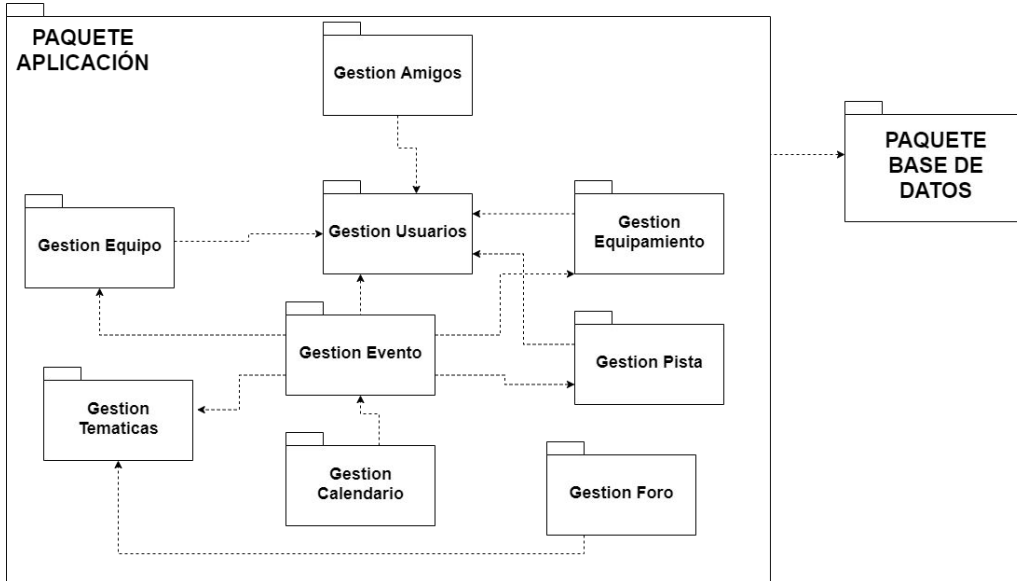 PAQUETE
APLICACIÓN
Gestion Amigos
PAQUETE
BASE DE
DATOS
Gestion Equipo
Gestion Usuarios
Gestion
Equipamiento
Gestion Evento
Gestion Pista
Gestion
Tematicas
Gestion
Calendario
Gestion Foro